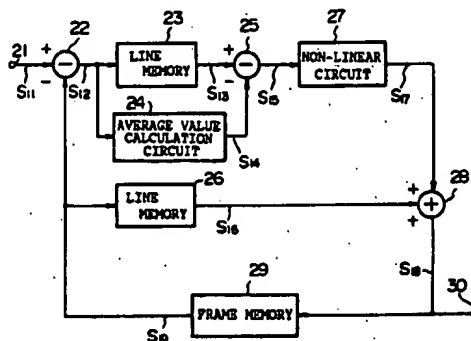 21
22
23
25
27
+
−
LINE
MEMORY
+
−
NON-LINEAR
CIRCUIT
S11
S12
S13
S15
S17
24
AVERAGE VALUE
CALCULATION
CIRCUIT
S14
26
LINE
MEMORY
S16
+
+
28
29
S18
30
FRAME MEMORY
S19